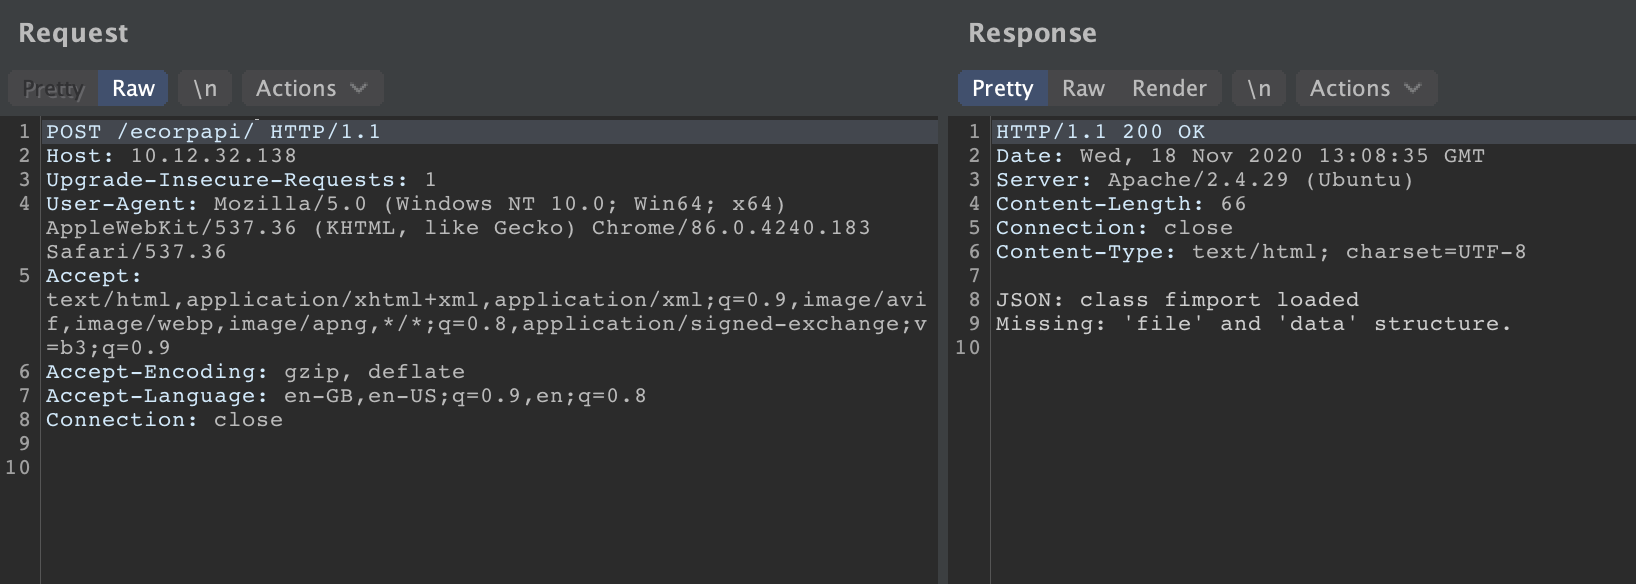 Request
Pretty Raw \n Actions
1 POST /ecorpapi/ HTTP/1.1
2 Host: 10.12.32.138
3 Upgrade-Insecure-Requests: 1
4 User-Agent: Mozilla/5.0 (Windows NT 10.0; Win64; x64)
AppleWebKit/537.36 (KHTML, like Gecko) Chrome/86.0.4240.183
Safari/537.36
5 Accept:
text/html,application/xhtml+xml,application/xml;q=0.9,image/avi
f,image/webp,image/apng,*/*;q=0.8,application/signed-exchange;v
=b3;q=0.9
6 Accept-Encoding: gzip, deflate
7 Accept-Language: en-GB,en-US;q=0.9,en;q=0.8
8 Connection: close
9
10
Response
Pretty Raw Render \n Actions
1 HTTP/1.1 200 OK
2 Date: Wed, 18 Nov 2020 13:08:35 GMT
3 Server: Apache/2.4.29 (Ubuntu)
4 Content-Length: 66
5 Connection: close
6 Content-Type: text/html; charset=UTF-8
7
8 JSON: class fimport loaded
9 Missing: 'file' and 'data' structure.
10